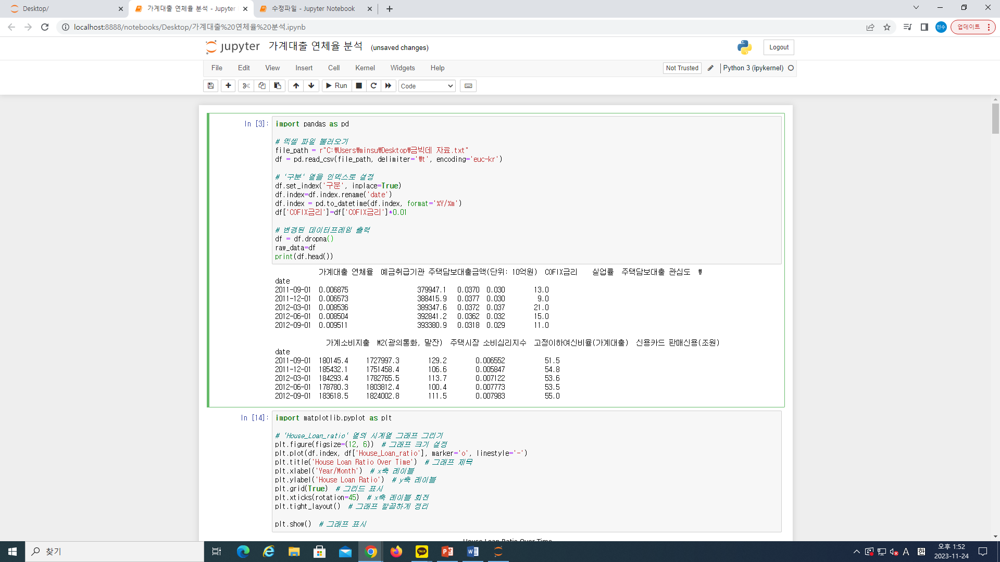 Desktop/
가계대출 연체율 분석 - Jupyter
수정파일 - Jupyter Notebook
localhost:8888/notebooks/Desktop/가계대출%20연체율%20분석.ipynb
민수
업데이트
jupyter 가계대출 연체율 분석 (unsaved changes)
Logout
File Edit View Insert Cell Kernel Widgets Help
Not Trusted
Python 3 (ipykernel)
Run
Code
In [3]:
import pandas as pd
# 엑셀 파일 불러오기
file_path = r"C:₩Users₩minsu₩Desktop₩금빅데 자료.txt"
df = pd.read_csv(file_path, delimiter='₩t', encoding='euc-kr')
# '구분' 열을 인덱스로 설정
df.set_index('구분', inplace=True)
df.index=df.index.rename('date')
df.index = pd.to_datetime(df.index, format='%Y/%m')
df['COFIX금리']=df['COFIX금리']*0.01
# 변경된 데이터프레임 출력
df = df.dropna()
raw_data=df
print(df.head())
가계대출 연체율 예금취급기관 주택담보대출금액(단위: 10억원) COFIX금리 실업률 주택담보대출 관심도 ₩
date
2011-09-01 0.006875 379947.1 0.0370 0.030 13.0
2011-12-01 0.006573 388415.9 0.0377 0.030 9.0
2012-03-01 0.008536 389347.6 0.0372 0.037 21.0
2012-06-01 0.008504 392841.2 0.0362 0.032 15.0
2012-09-01 0.009511 393380.9 0.0318 0.029 11.0
가계소비지출 M2(광의통화, 말잔) 주택시장 소비심리지수 고정이하여신비율(가계대출) 신용카드 판매신용(조원)
date
2011-09-01 180145.4 1727997.3 129.2 0.006552 51.5
2011-12-01 185432.1 1751458.4 106.6 0.005847 54.8
2012-03-01 184293.4 1782765.5 113.7 0.007122 53.6
2012-06-01 178780.3 1803812.4 100.4 0.007773 53.5
2012-09-01 183618.5 1824002.8 111.5 0.007983 55.0
In [14]:
import matplotlib.pyplot as plt
# 'House_Loan_ratio' 열의 시계열 그래프 그리기
plt.figure(figsize=(12, 6)) # 그래프 크기 설정
plt.plot(df.index, df['House_Loan_ratio'], marker='o', linestyle='-')
plt.title('House Loan Ratio Over Time') # 그래프 제목
plt.xlabel('Year/Month') # x축 레이블
plt.ylabel('House Loan Ratio') # y축 레이블
plt.grid(True) # 그리드 표시
plt.xticks(rotation=45) # x축 레이블 회전
plt.tight_layout() # 그래프 깔끔하게 정리
plt.show() # 그래프 표시
House Loan Ratio Over Time
찾기
TALK
A
한
오후 1:52
2023-11-24